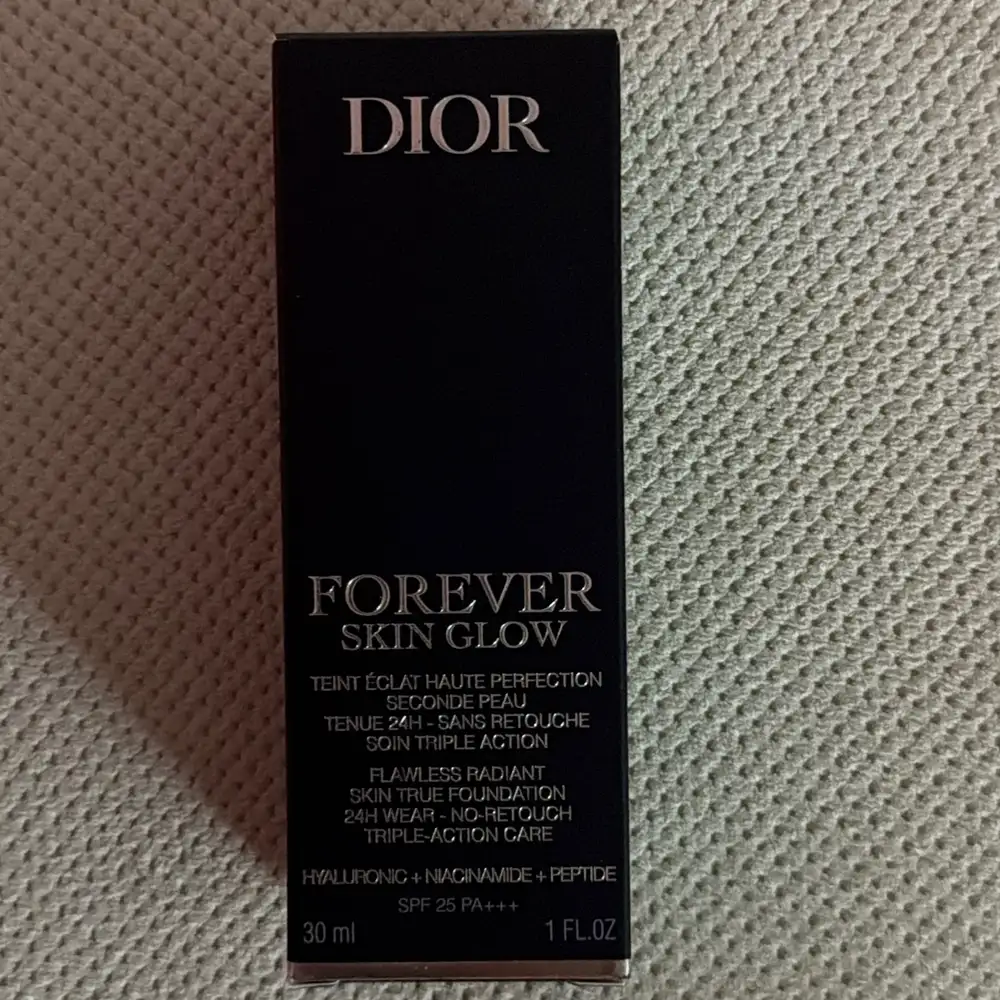 DIOR
FOREVER
SKIN GLOW
TEINT ÉCLAT HAUTE PERFECTION
SECONDE PEAU
TENUE 24H - SANS RETOUCHE
SOIN TRIPLE ACTION
FLAWLESS RADIANT
SKIN TRUE FOUNDATION
24H WEAR - NO-RETOUCH
TRIPLE-ACTION CARE
HYALURONIC + NIACINAMIDE + PEPTIDE
SPF 25 PA+++
30 ml 1 FL.OZ